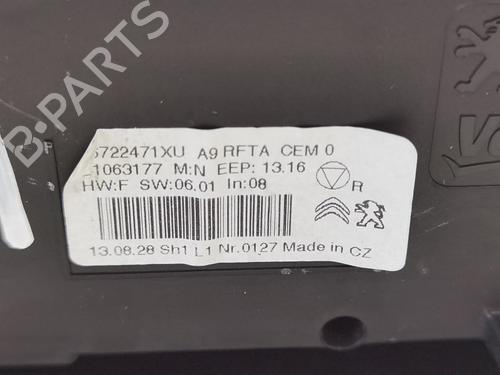 B-PARTS
6722471XU A9 RFTA CEM 0
1063177 M:N EEP: 13.16
HW:F SW:06.01 In:08
R
13.08.28 Sh1 L1 Nr.0127 Made in CZ